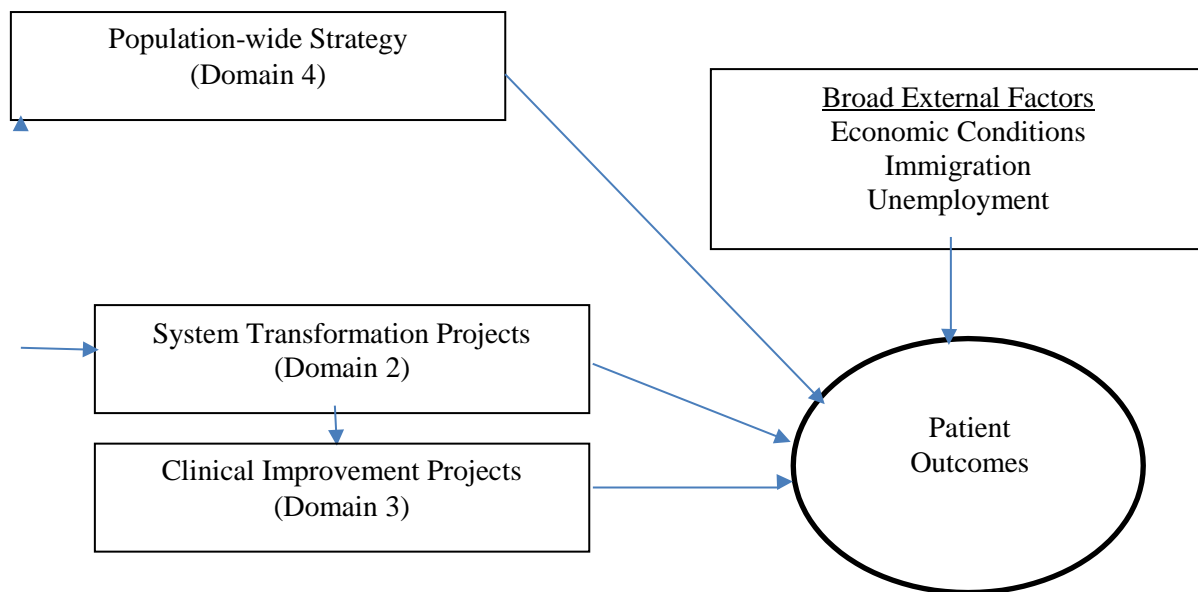 Population-wide Strategy
(Domain 4)
Broad External Factors
Economic Conditions
Immigration
Unemployment
System Transformation Projects
(Domain 2)
Clinical Improvement Projects
(Domain 3)
Patient
Outcomes